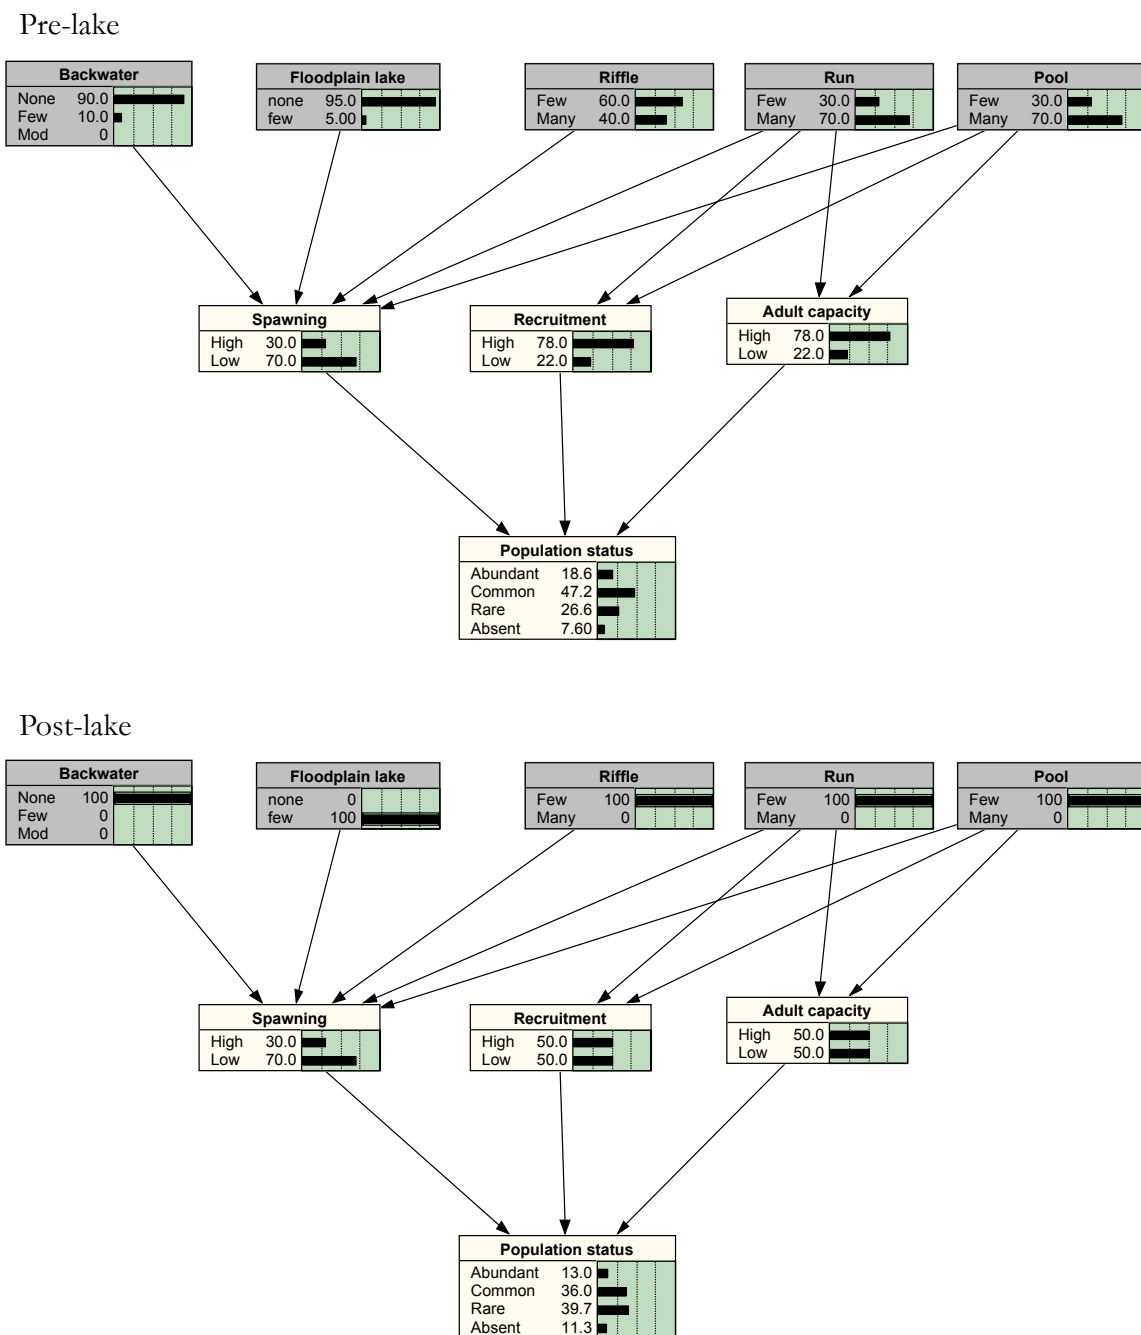 Pre-lake
Backwater
None 90.0
Few 10.0
Mod 0
Floodplain lake
none 95.0
few 5.00
Riffle
Few 60.0
Many 40.0
Run
Few 30.0
Many 70.0
Pool
Few 30.0
Many 70.0
Spawning
High 30.0
Low 70.0
Recruitment
High 78.0
Low 22.0
Adult capacity
High 78.0
Low 22.0
Population status
Abundant 18.6
Common 47.2
Rare 26.6
Absent 7.60
Post-lake
Backwater
None 100
Few 0
Mod 0
Floodplain lake
none 0
few 100
Riffle
Few 100
Many 0
Run
Few 100
Many 0
Pool
Few 100
Many 0
Spawning
High 30.0
Low 70.0
Recruitment
High 50.0
Low 50.0
Adult capacity
High 50.0
Low 50.0
Population status
Abundant 13.0
Common 36.0
Rare 39.7
Absent 11.3